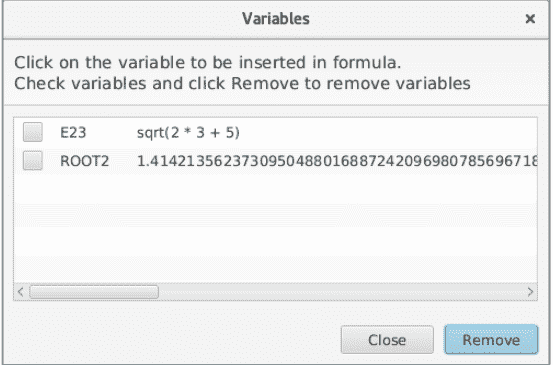 Variables
Click on the variable to be inserted in formula.
Check variables and click Remove to remove variables
E23 sqrt(2 * 3 + 5)
ROOT2 1.4142135623730950488016887242096980785696718
Close Remove